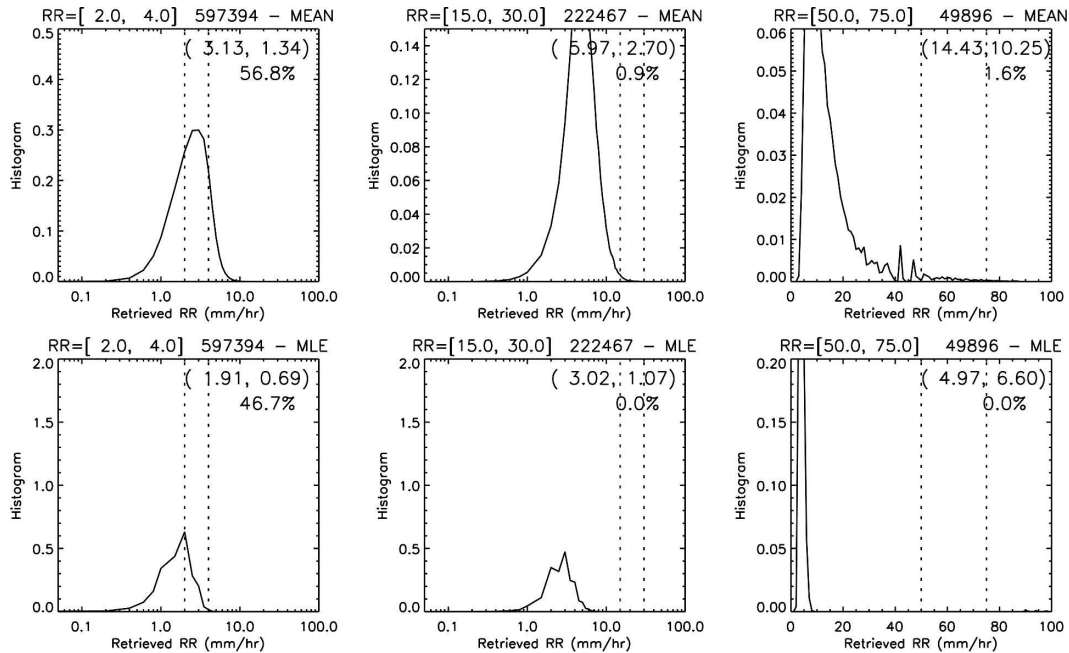 RR=[ 2.0, 4.0] 597394 – MEAN
( 3.13, 1.34)
56.8%
0.5
0.4
0.3
0.2
0.1
0.0
Histogram
0.1 1.0 10.0 100.0
Retrieved RR (mm/hr)
RR=[15.0, 30.0] 222467 – MEAN
( 5.97, 2.70)
0.9%
0.14
0.12
0.10
0.08
0.06
0.04
0.02
0.00
Histogram
0.1 1.0 10.0 100.0
Retrieved RR (mm/hr)
RR=[50.0, 75.0] 49896 – MEAN
(14.43,10.25)
1.6%
0.06
0.05
0.04
0.03
0.02
0.01
0.00
Histogram
0 20 40 60 80 100
Retrieved RR (mm/hr)
RR=[ 2.0, 4.0] 597394 – MLE
( 1.91, 0.69)
46.7%
2.0
1.5
1.0
0.5
0.0
Histogram
0.1 1.0 10.0 100.0
Retrieved RR (mm/hr)
RR=[15.0, 30.0] 222467 – MLE
( 3.02, 1.07)
0.0%
2.0
1.5
1.0
0.5
0.0
Histogram
0.1 1.0 10.0 100.0
Retrieved RR (mm/hr)
RR=[50.0, 75.0] 49896 – MLE
( 4.97, 6.60)
0.0%
0.20
0.15
0.10
0.05
0.00
Histogram
0 20 40 60 80 100
Retrieved RR (mm/hr)